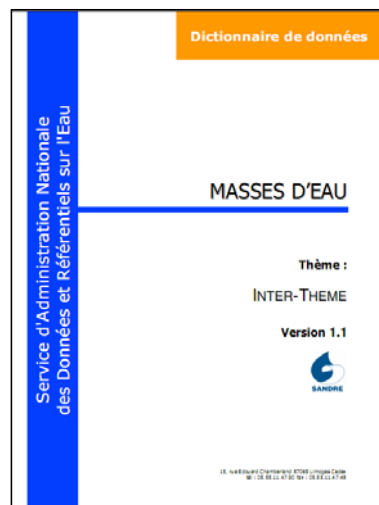 Dictionnaire de données
Service d'Administration Nationale
des Données et Référentiels sur l'Eau
MASSES D'EAU
Thème :
INTER-THEME
Version 1.1
SANDRE